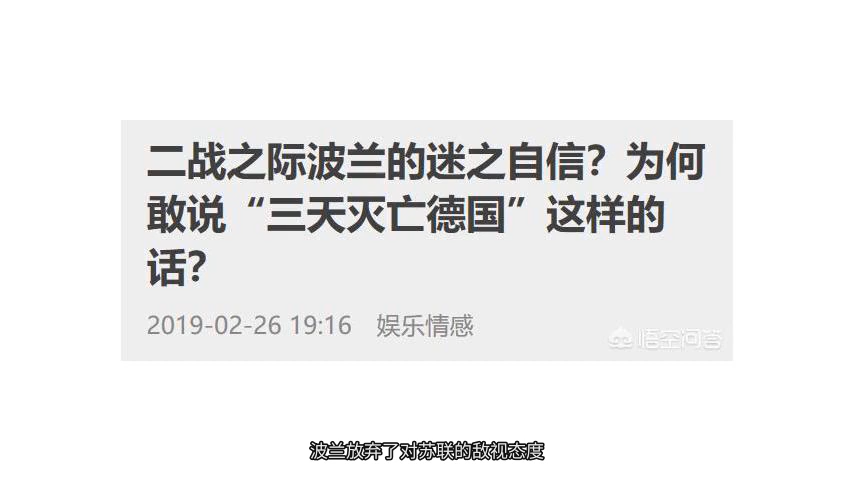 二战之际波兰的迷之自信？为何
敢说“三天灭亡德国”这样的
话？
2019-02-26 19:16 娱乐情感
悟空问答
波兰放弃了对苏联的敌视态度